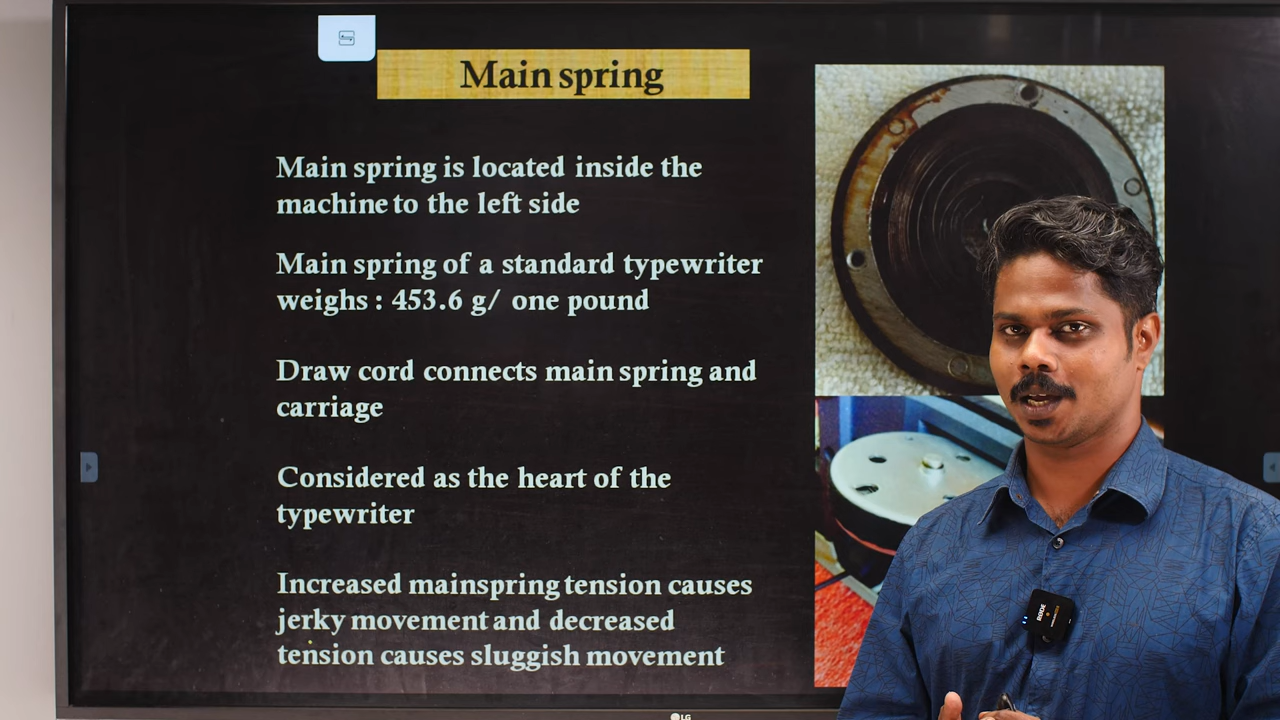 Main spring
Main spring is located inside the
machine to the left side
Main spring of a standard typewriter
weighs : 453.6 g/ one pound
Draw cord connects main spring and
carriage
Considered as the heart of the
typewriter
Increased mainspring tension causes
jerky movement and decreased
tension causes sluggish movement
RODE
LG